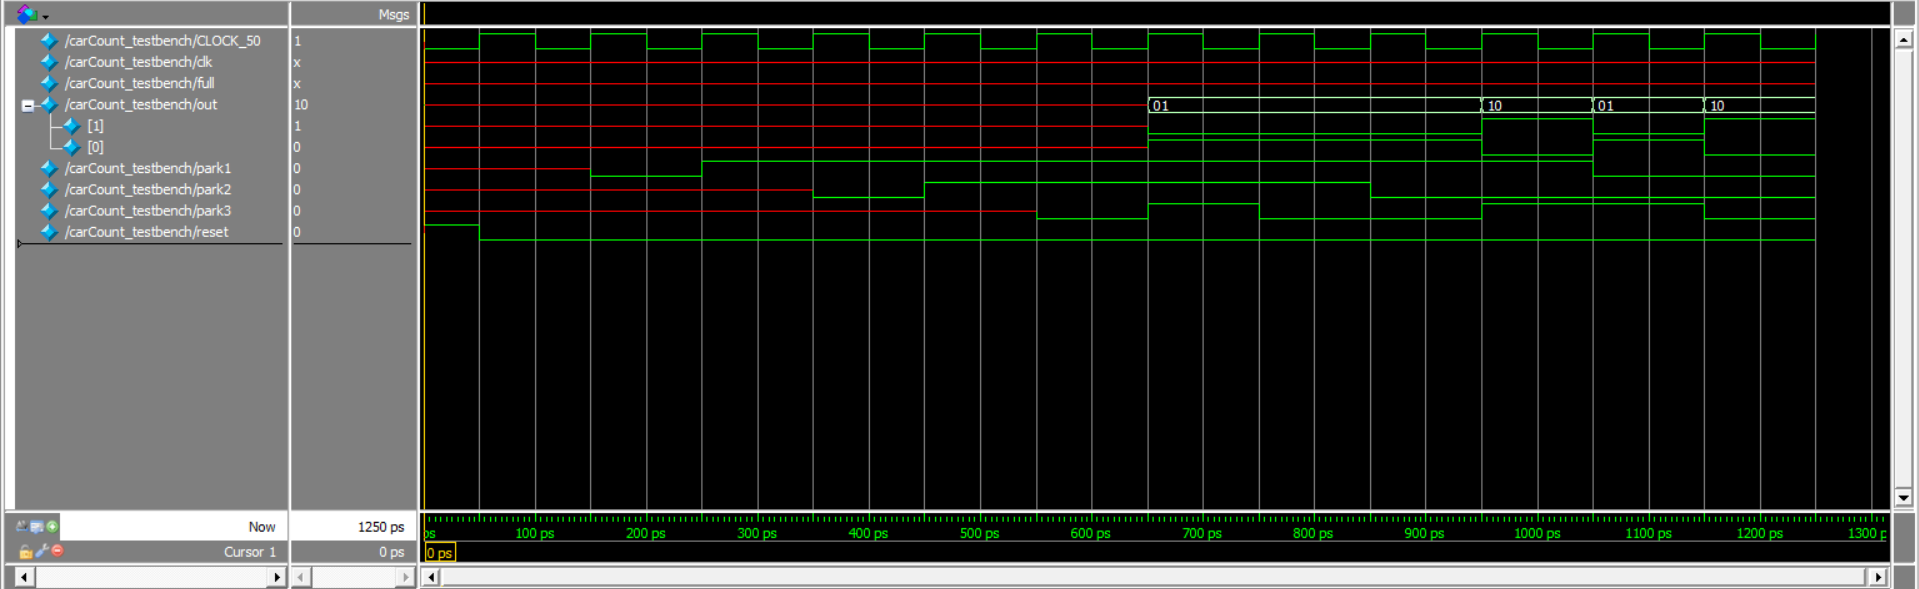 Msgs
/carCount_testbench/CLOCK_50 1
/carCount_testbench/clk x
/carCount_testbench/full x
/carCount_testbench/out 10 01 10 01 10
[1] 1
[0] 0
/carCount_testbench/park1 0
/carCount_testbench/park2 0
/carCount_testbench/park3 0
/carCount_testbench/reset 0
Now 1250 ps ps 100 ps 200 ps 300 ps 400 ps 500 ps 600 ps 700 ps 800 ps 900 ps 1000 ps 1100 ps 1200 ps 1300 p
Cursor 1 0 ps 0 ps